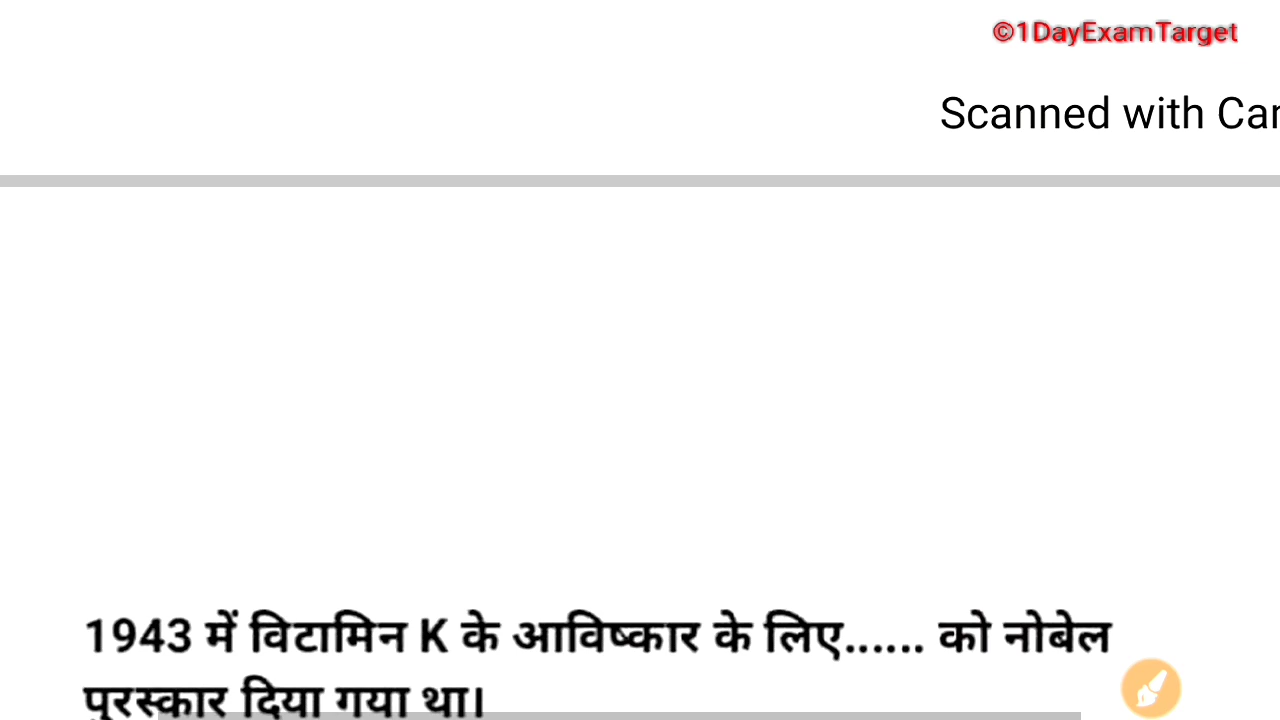 ©1DayExamTarget
Scanned with Car
1943 में विटामिन K के आविष्कार के लिए...... को नोबेल
पुरस्कार दिया गया था।